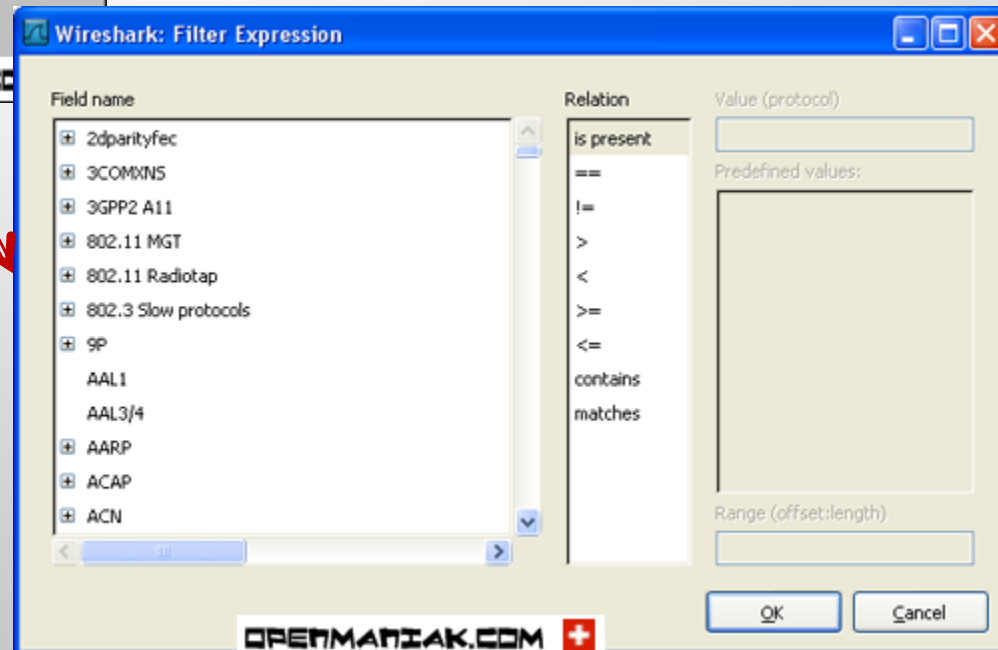 Wireshark: Filter Expression
Field name
2dparityfec
3COMXNS
3GPP2 A11
802.11 MGT
802.11 Radiotap
802.3 Slow protocols
9P
AAL1
AAL3/4
AARP
ACAP
ACN
Relation
is present
==
!=
>
<
>=
<=
contains
matches
Value (protocol)
Predefined values:
Range (offset:length)
OK
Cancel
OPENMANIAK.COM